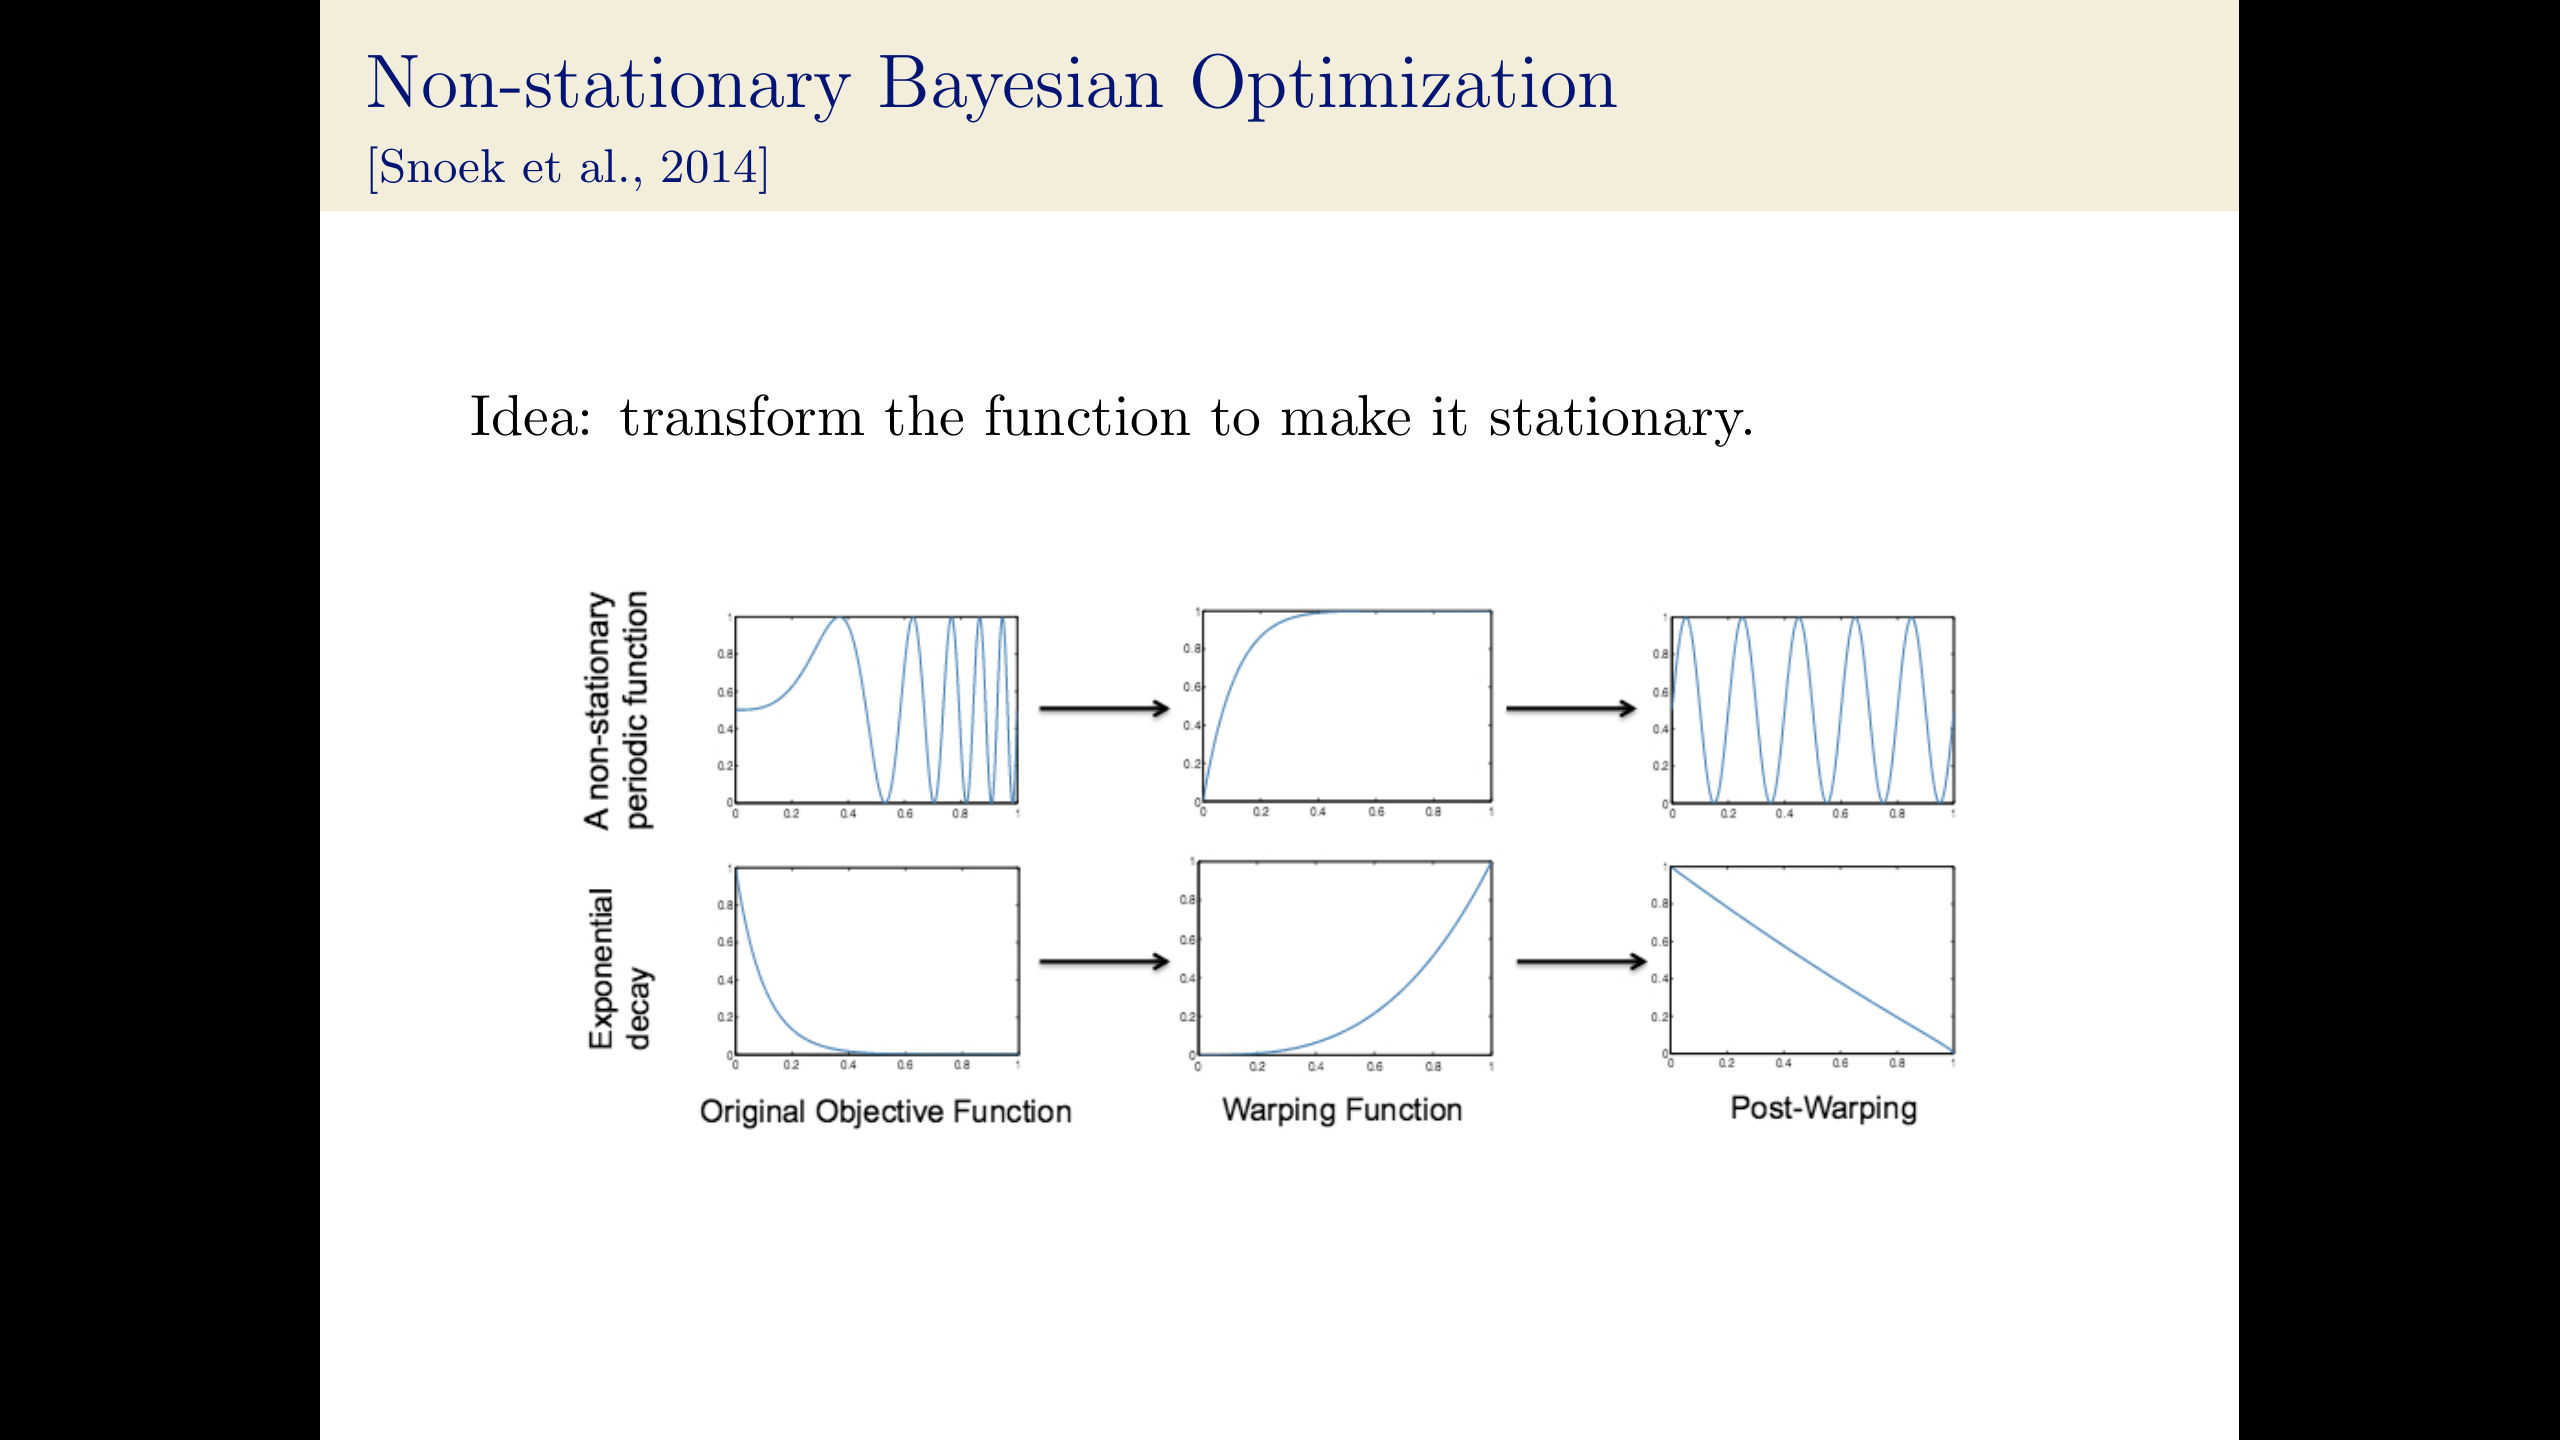 Non-stationary Bayesian Optimization
[Snoek et al., 2014]
Idea: transform the function to make it stationary.
A non-stationary
periodic function
1
0.8
0.6
0.4
0.2
0
0 0.2 0.4 0.6 0.8 1
1
0.8
0.6
0.4
0.2
0
0 0.2 0.4 0.6 0.8 1
1
0.8
0.6
0.4
0.2
0
0 0.2 0.4 0.6 0.8 1
Exponential
decay
1
0.8
0.6
0.4
0.2
0
0 0.2 0.4 0.6 0.8 1
1
0.8
0.6
0.4
0.2
0
0 0.2 0.4 0.6 0.8 1
1
0.8
0.6
0.4
0.2
0
0 0.2 0.4 0.6 0.8 1
Original Objective Function
Warping Function
Post-Warping